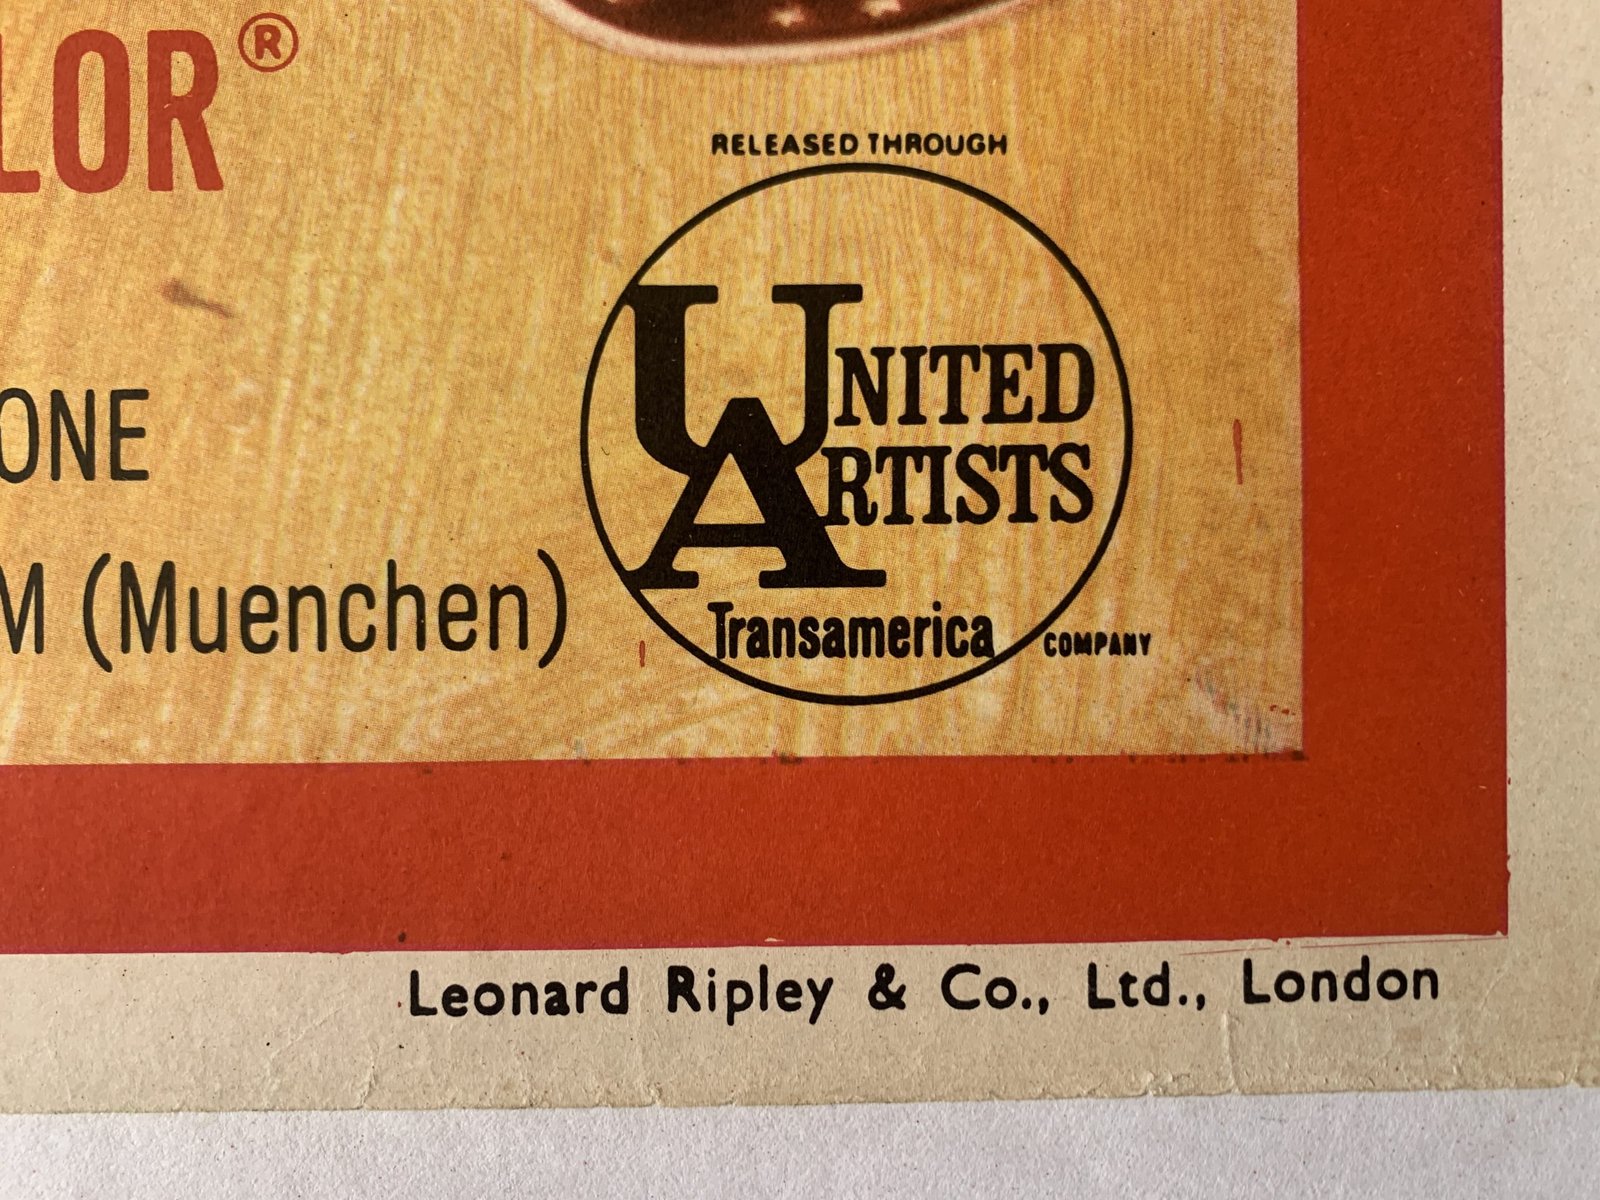 LOR®
RELEASED THROUGH
UNITED
ARTISTS
ONE
M (Muenchen)
Transamerica COMPANY
Leonard Ripley & Co., Ltd., London